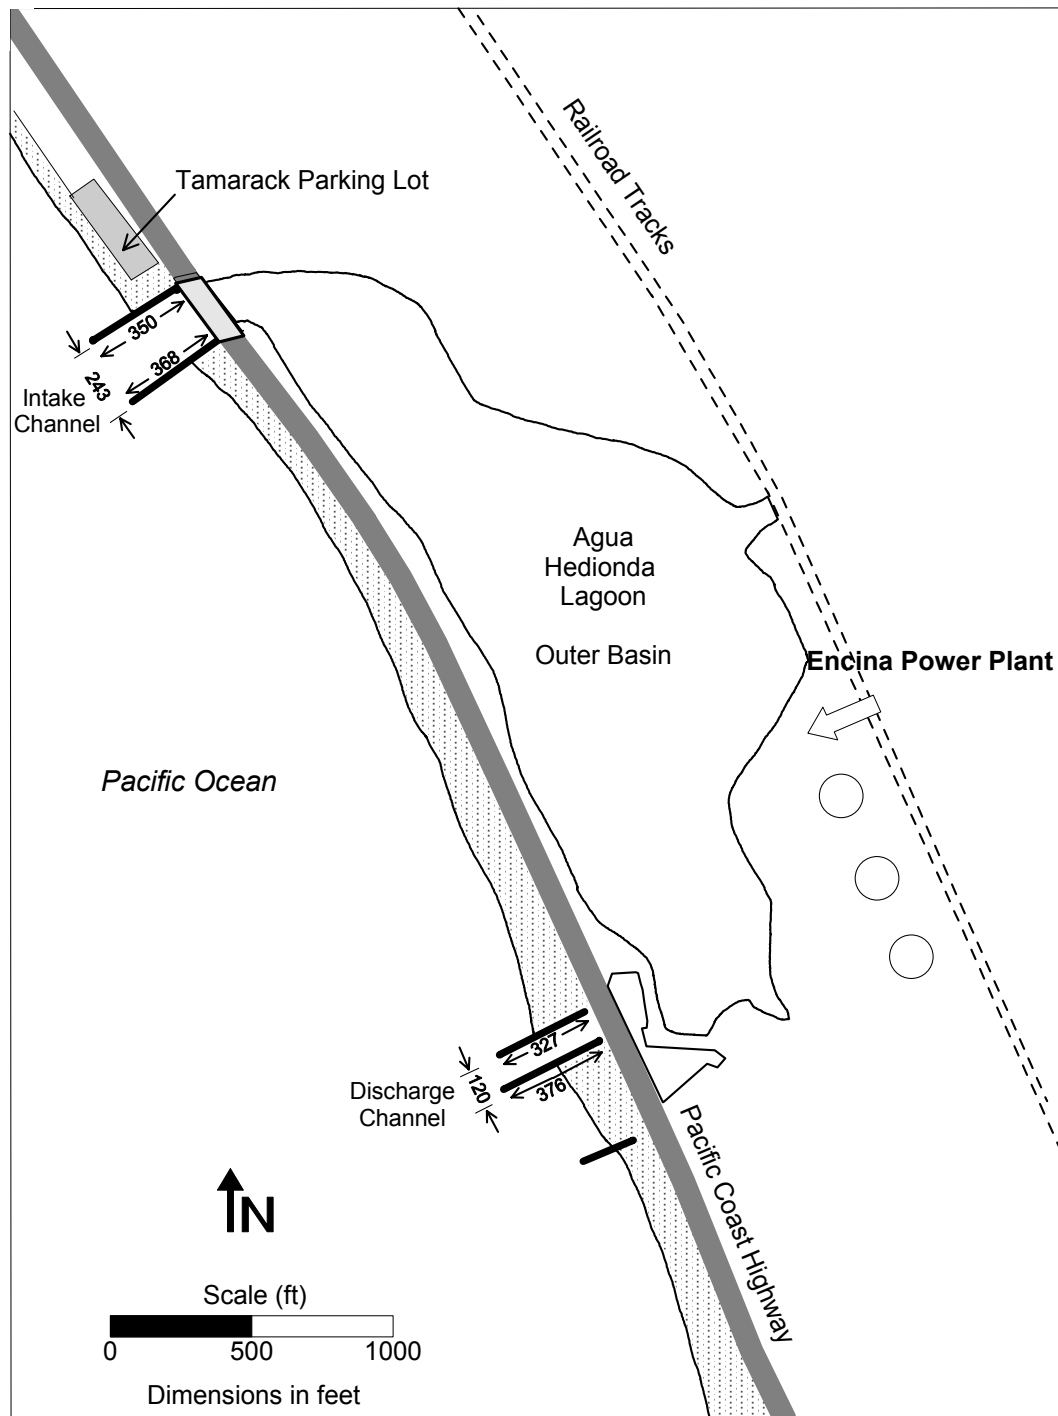 Railroad Tracks
Tamarack Parking Lot
350
368
243
Intake
Channel
Agua
Hedionda
Lagoon
Outer Basin
Encina Power Plant
Pacific Ocean
327
376
120
Discharge
Channel
Pacific Coast Highway
N
Scale (ft)
0 500 1000
Dimensions in feet